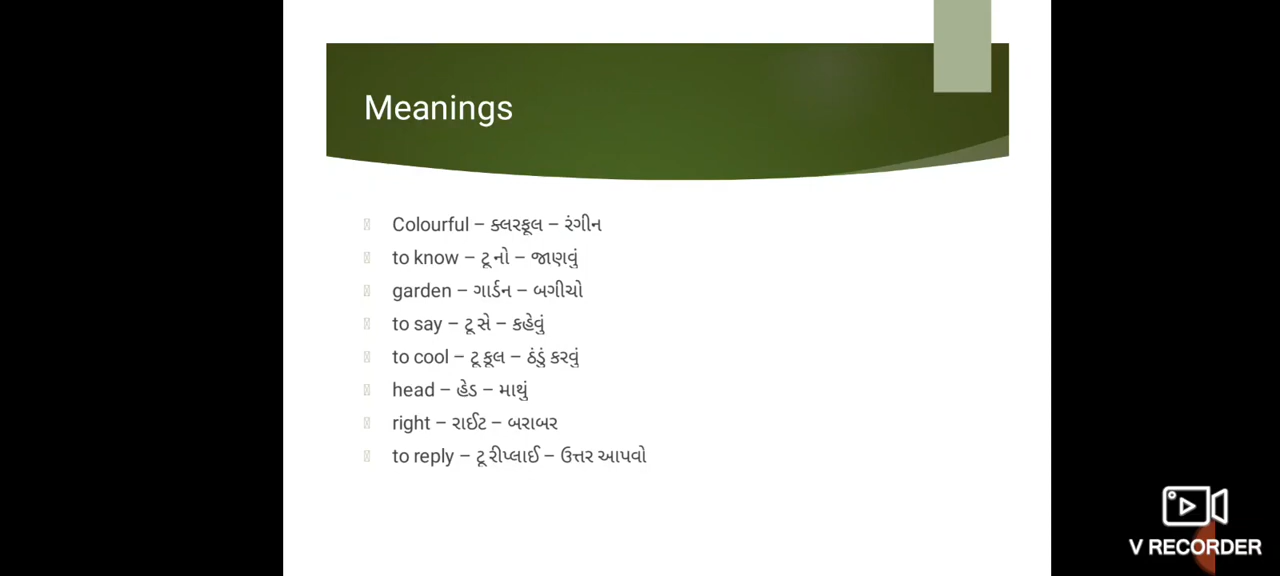 Meanings
Colourful – ક્લરફૂલ – રંગીન
to know – ટૂ નો – જાણવું
garden – ગાર્ડન – બગીચો
to say – ટૂ સે – કહેવું
to cool – ટૂ કૂલ – ઠંડું કરવું
head – હેડ – માથું
right – રાઈટ – બરાબર
to reply – ટૂ રીપ્લાઈ – ઉત્તર આપવો
V RECORDER